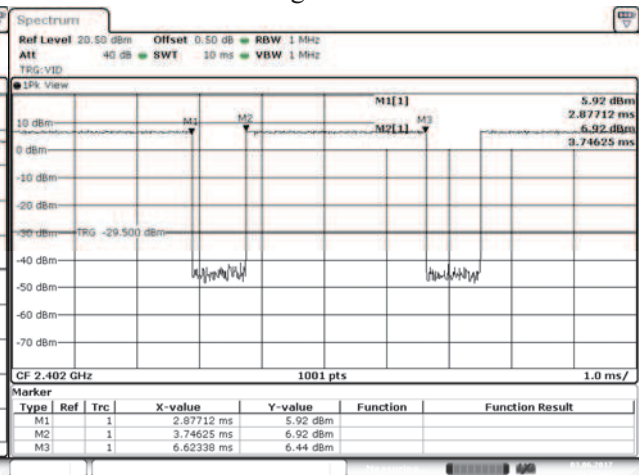 Spectrum
Ref Level 20.50 dBm Offset 0.50 dB RBW 1 MHz
Att 40 dB SWT 10 ms VBW 1 MHz
TRG:VID
1Pk View
M1[1] 5.92 dBm
2.87712 ms
M2[1] 6.92 dBm
3.74625 ms
M1 M2 M3
10 dBm
0 dBm
-10 dBm
-20 dBm
-30 dBm TRG -29.500 dBm
-40 dBm
-50 dBm
-60 dBm
-70 dBm
CF 2.402 GHz 1001 pts 1.0 ms/
Marker
Type Ref Trc X-value Y-value Function Function Result
M1 1 2.87712 ms 5.92 dBm
M2 1 3.74625 ms 6.92 dBm
M3 1 6.62338 ms 6.44 dBm